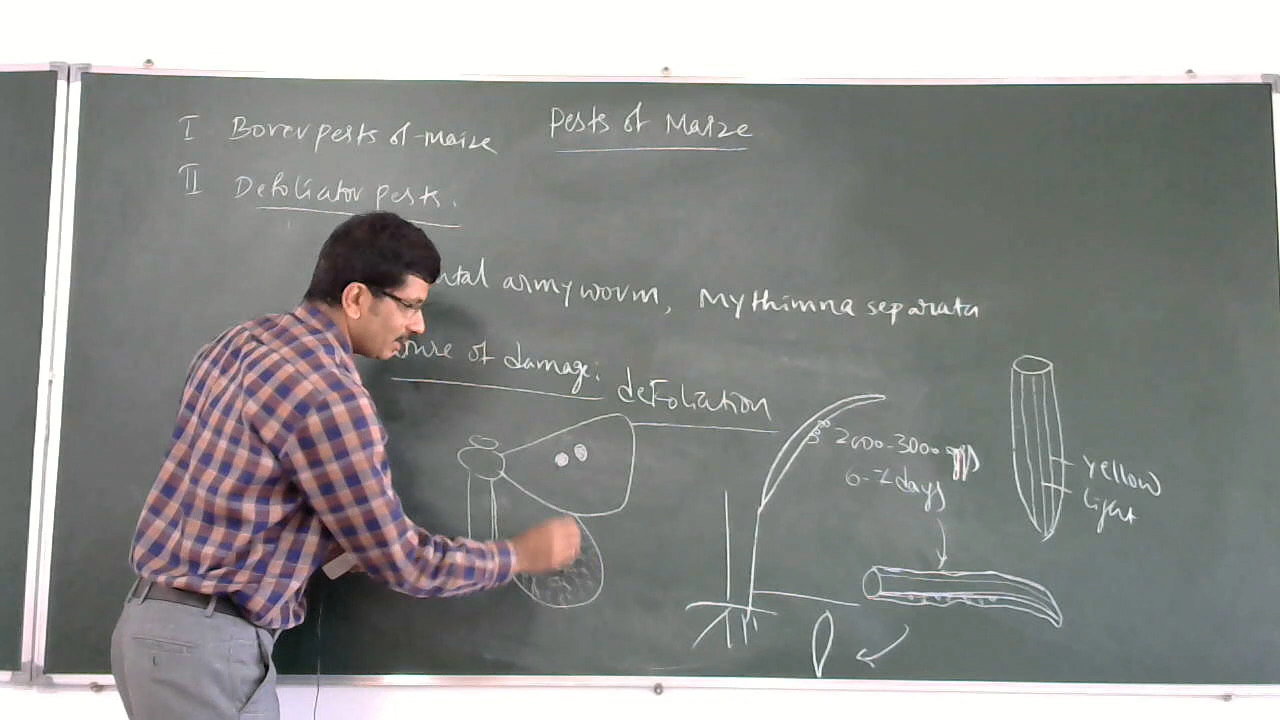 Pests of Maize
I Borer pests of maize
II Defoliator pests.
ntal armyworm, Mythimna separata
ure of damage: deFoliation
2000-3000
6-7 days
yellow
light